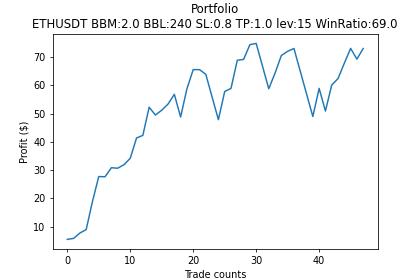 Portfolio
ETHUSDT BBM:2.0 BBL:240 SL:0.8 TP:1.0 lev:15 WinRatio:69.0
70
60
50
40
30
20
10
Profit ($)
0 10 20 30 40
Trade counts